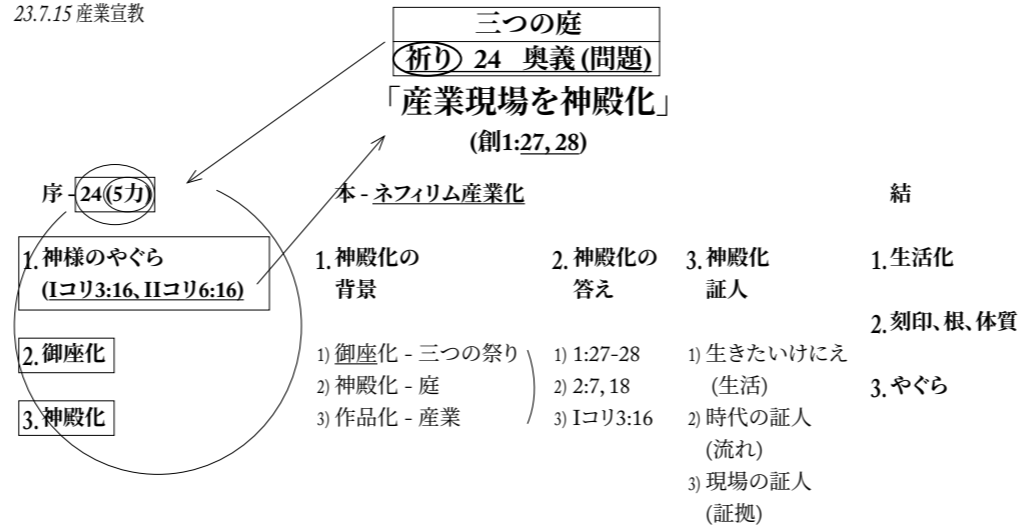 23.7.15 産業宣教
三つの庭
祈り 24 奥義 (問題)
「産業現場を神殿化」
(創1:27, 28)
序 - 24(5力)
1. 神様のやぐら
(Iコリ3:16、IIコリ6:16)
2. 御座化
3. 神殿化
本 - ネフィリム産業化
1. 神殿化の
背景
1) 御座化 - 三つの祭り
2) 神殿化 - 庭
3) 作品化 - 産業
2. 神殿化の
答え
1) 1:27-28
2) 2:7, 18
3) Iコリ3:16
3. 神殿化
証人
1) 生きたいけにえ
(生活)
2) 時代の証人
(流れ)
3) 現場の証人
(証拠)
結
1. 生活化
2. 刻印、根、体質
3. やぐら